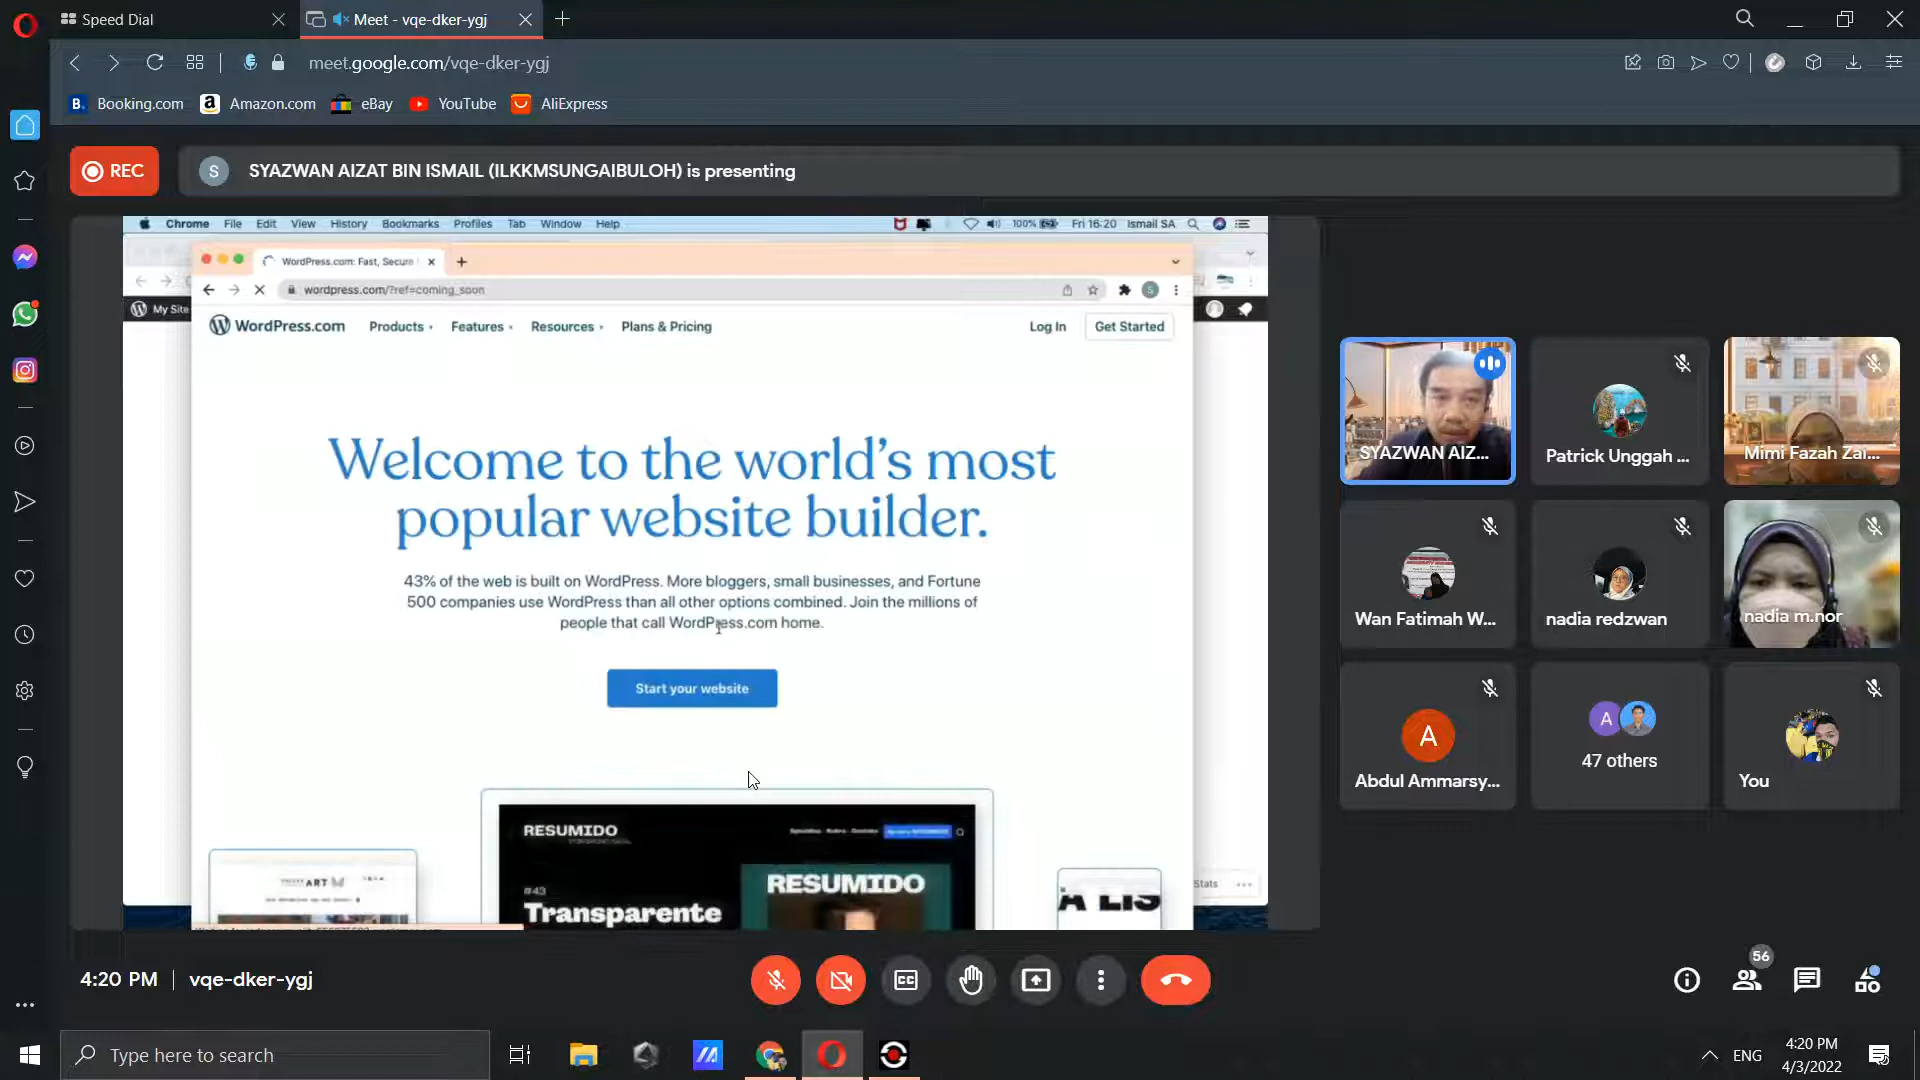 Speed Dial
Meet - vqe-dker-ygj
meet.google.com/vqe-dker-ygj
B. Booking.com
a Amazon.com
eBay
YouTube
AliExpress
REC
S
SYAZWAN AIZAT BIN ISMAIL (ILKKMSUNGAIBULOH) is presenting
Chrome File Edit View History Bookmarks Profiles Tab Window Help
100%
Fri 16:20 Ismail SA
WordPress.com: Fast, Secure
wordpress.com/?ref=coming_soon
S
My Site
WordPress.com
Products
Features
Resources
Plans & Pricing
Log In
Get Started
Welcome to the world's most
popular website builder.
43% of the web is built on WordPress. More bloggers, small businesses, and Fortune
500 companies use WordPress than all other options combined. Join the millions of
people that call WordPress.com home.
Start your website
RESUMIDO
#43
Transparente
RESUMIDO
ART
A LIS
Stats
SYAZWAN AIZ...
Patrick Unggah ...
Mimi Fazah Zai...
Wan Fatimah W...
nadia redzwan
nadia m.nor
A
Abdul Ammarsy...
A
47 others
You
4:20 PM | vqe-dker-ygj
CC
56
Type here to search
ENG
4:20 PM
4/3/2022